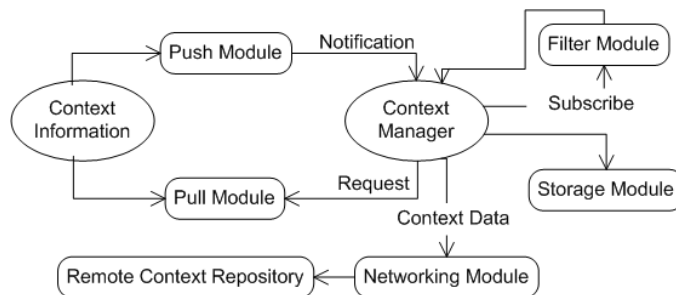 Push Module
Notification
Filter Module
Context
Information
Context
Manager
Subscribe
Pull Module
Request
Storage Module
Context Data
Remote Context Repository
Networking Module